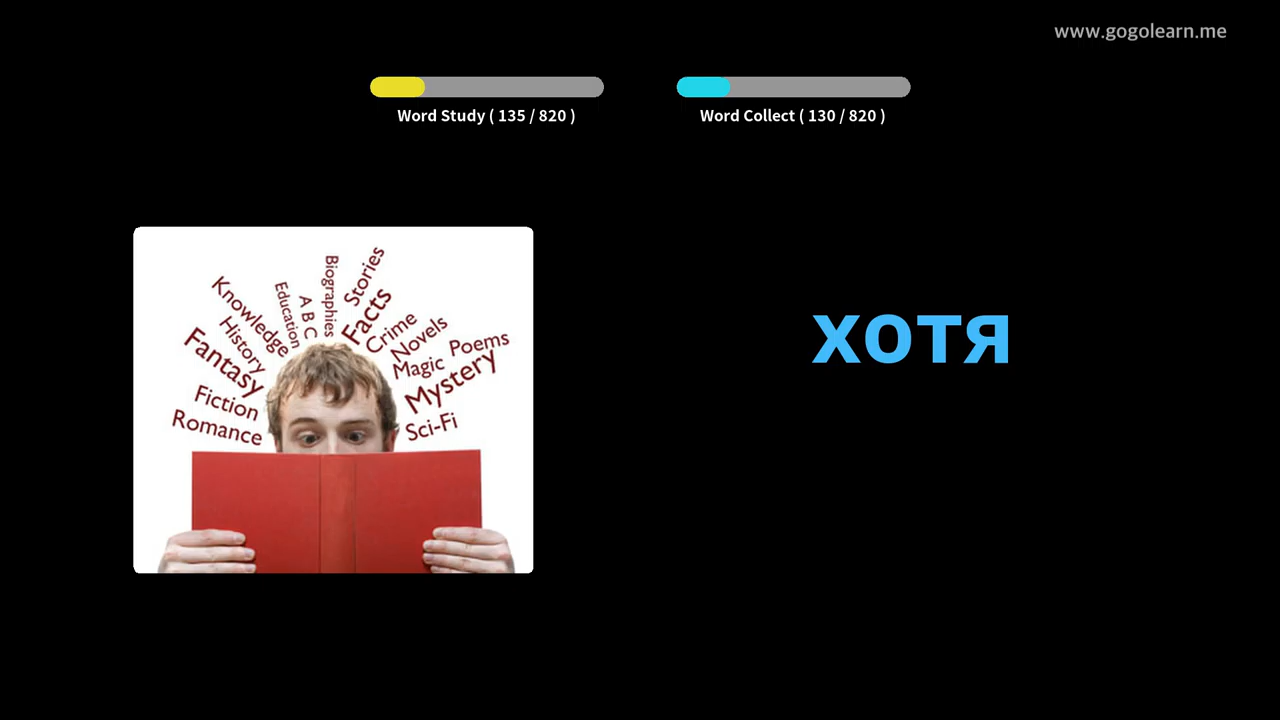 www.gogolearn.me
Word Study ( 135 / 820 )
Word Collect ( 130 / 820 )
Knowledge
Education
A B C
Biographies
Stories
Facts
History
Crime
Novels
Poems
Fantasy
Magic
Mystery
Fiction
Romance
Sci-Fi
хотя